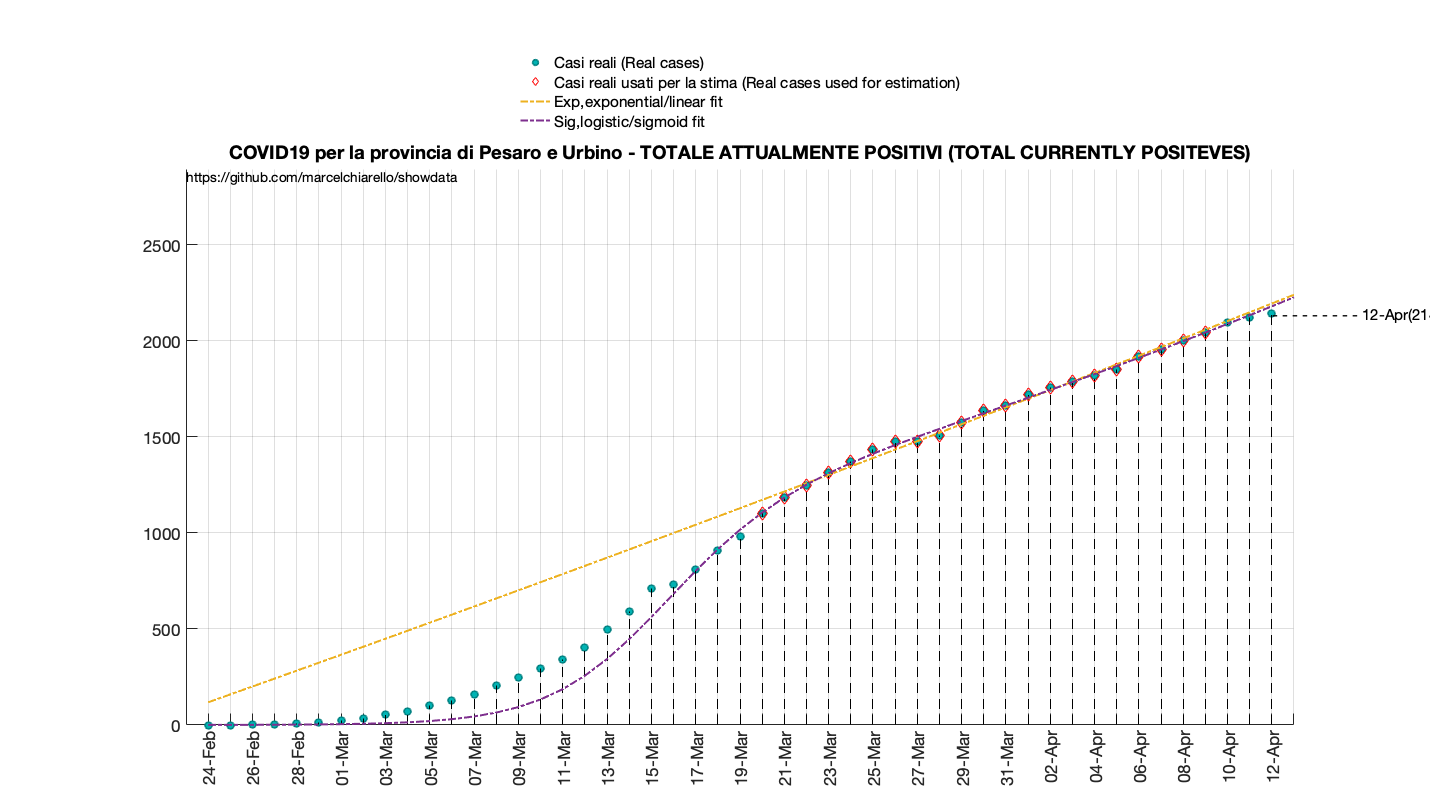 Casi reali (Real cases)
Casi reali usati per la stima (Real cases used for estimation)
Exp,exponential/linear fit
Sig,logistic/sigmoid fit
COVID19 per la provincia di Pesaro e Urbino - TOTALE ATTUALMENTE POSITIVI (TOTAL CURRENTLY POSITEVES)
https://github.com/marcelchiarello/showdata
2500
2000
1500
1000
500
0
12-Apr(21
24-Feb
26-Feb
28-Feb
01-Mar
03-Mar
05-Mar
07-Mar
09-Mar
11-Mar
13-Mar
15-Mar
17-Mar
19-Mar
21-Mar
23-Mar
25-Mar
27-Mar
29-Mar
31-Mar
02-Apr
04-Apr
06-Apr
08-Apr
10-Apr
12-Apr